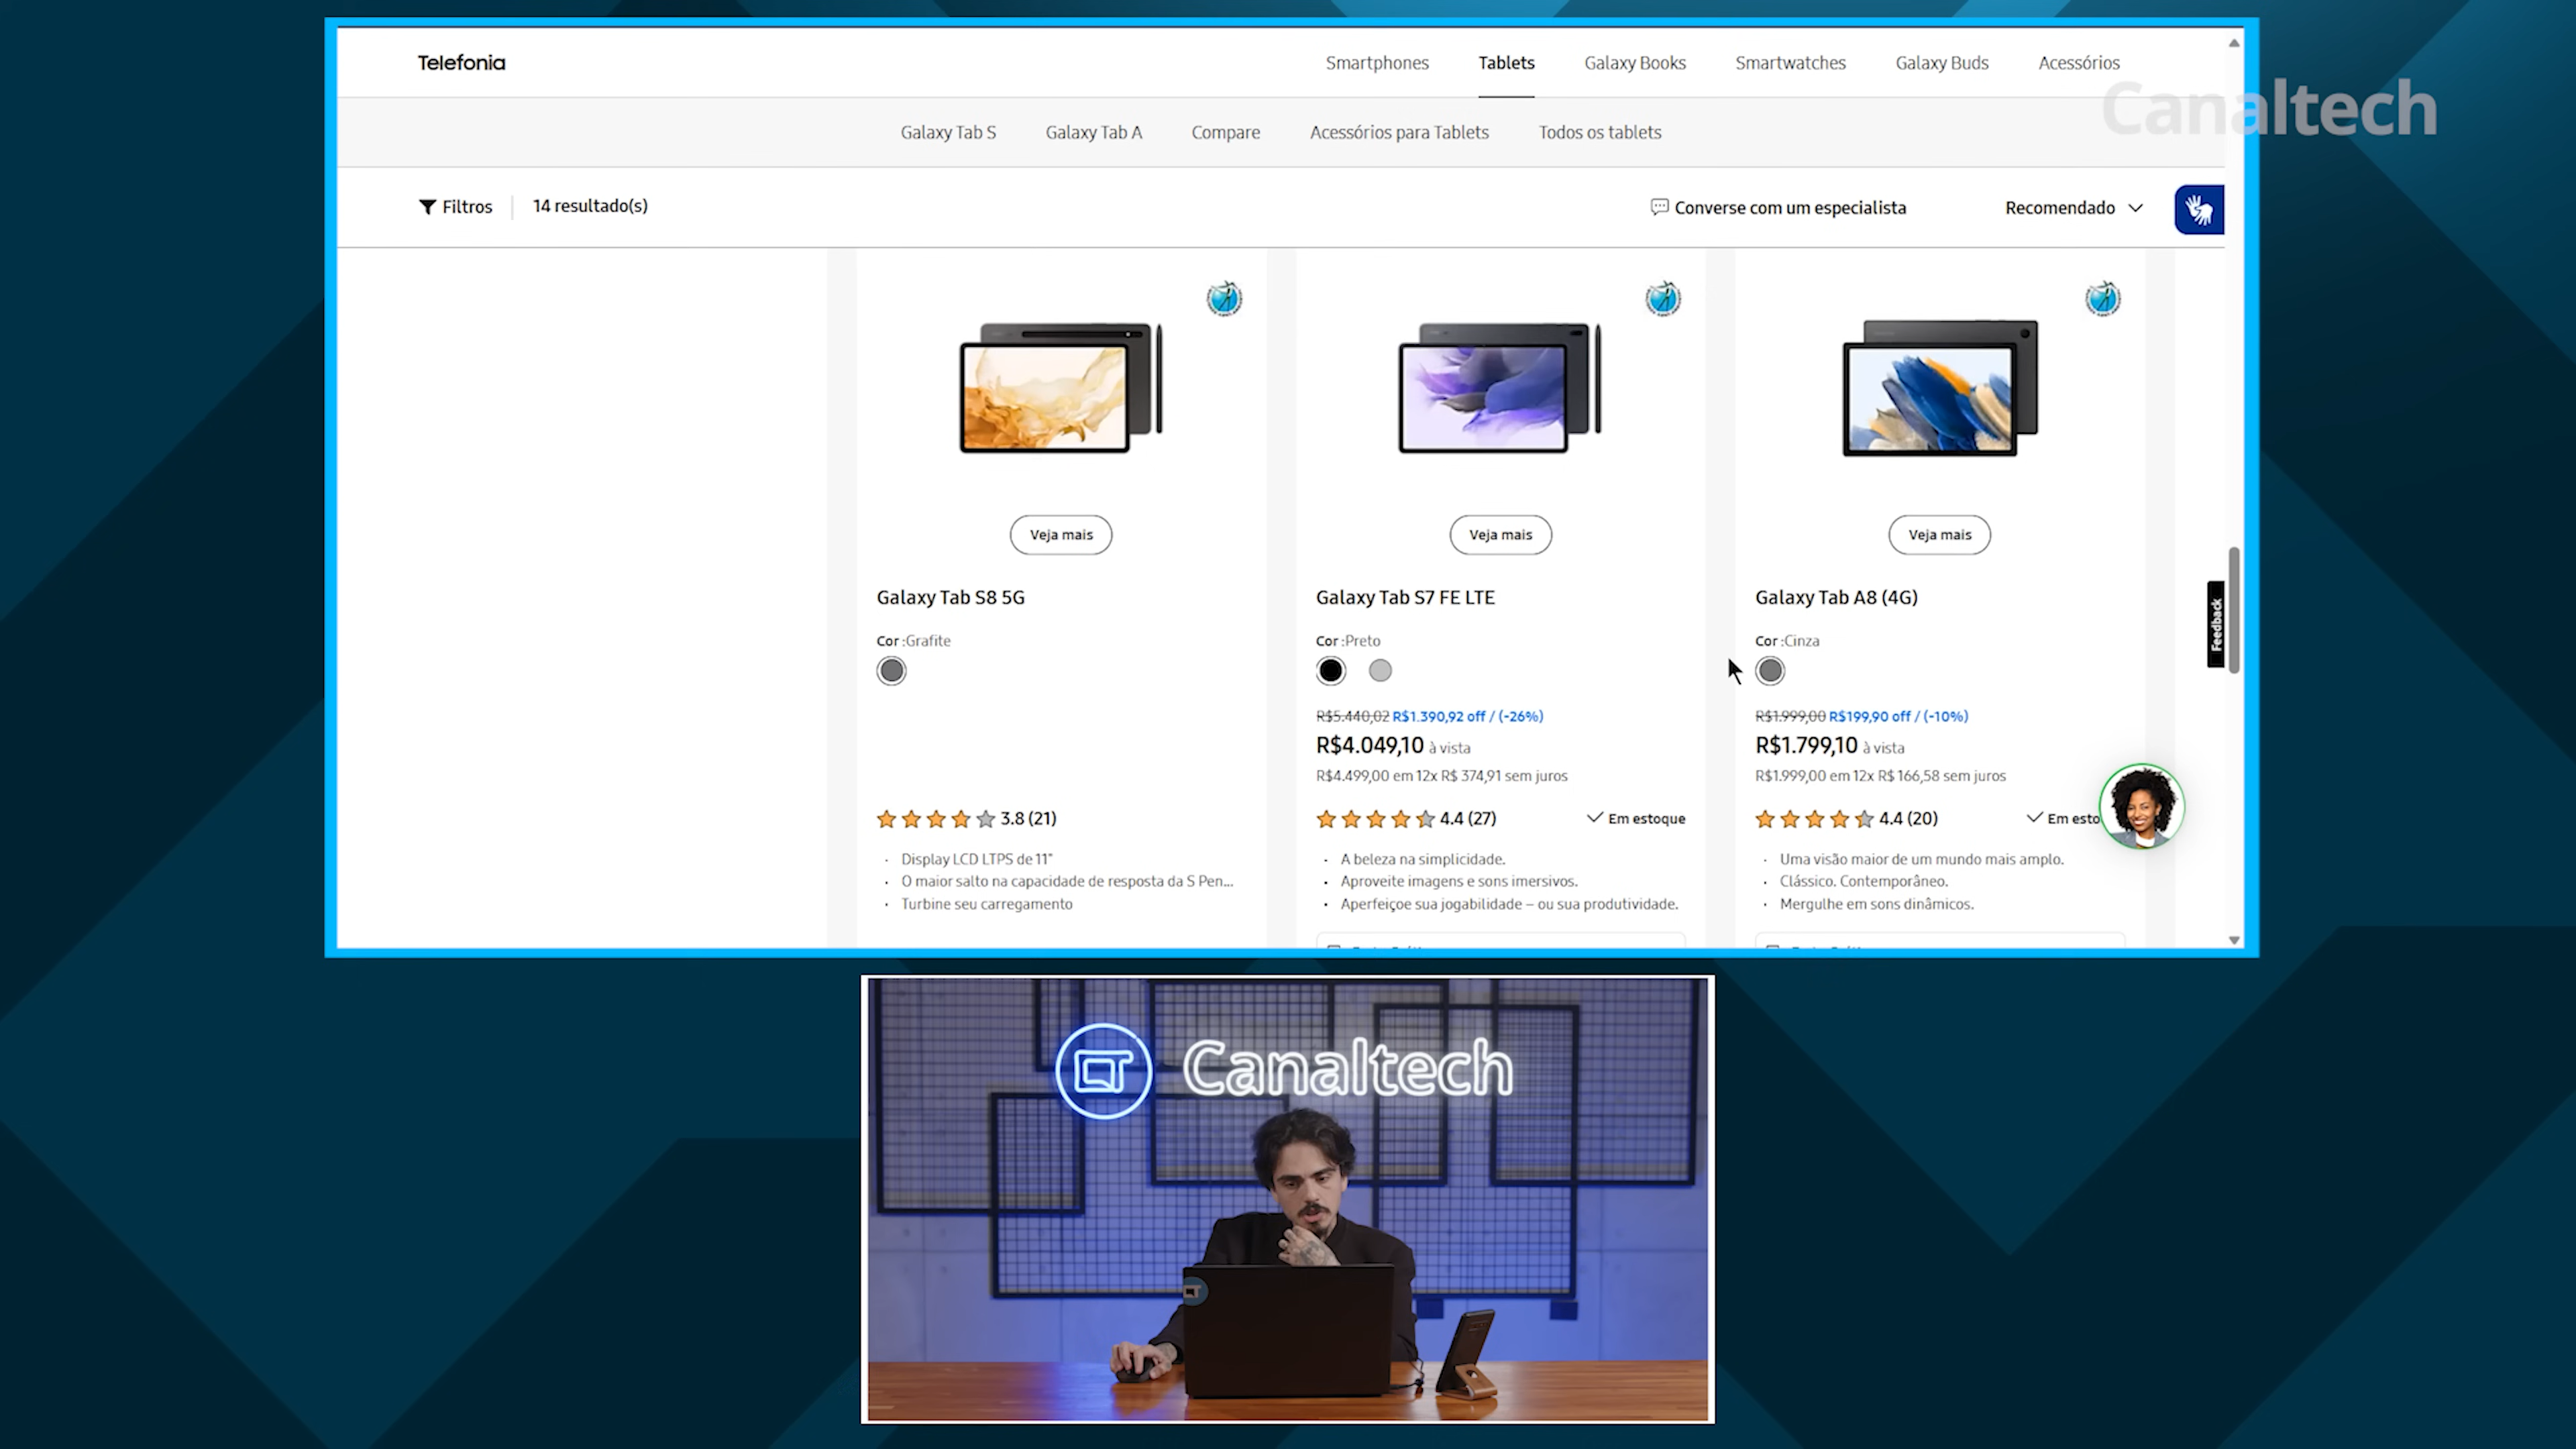 Telefonia
Smartphones
Tablets
Galaxy Books
Smartwatches
Galaxy Buds
Acessórios
Canaltech
Galaxy Tab S
Galaxy Tab A
Compare
Acessórios para Tablets
Todos os tablets
Filtros
14 resultado(s)
Converse com um especialista
Recomendado
Veja mais
Veja mais
Veja mais
Galaxy Tab S8 5G
Cor :Grafite
3.8 (21)
· Display LCD LTPS de 11"
· O maior salto na capacidade de resposta da S Pen...
· Turbine seu carregamento
Galaxy Tab S7 FE LTE
Cor :Preto
R$5.440,02 R$1.390,92 off / (-26%)
R$4.049,10 à vista
R$4.499,00 em 12x R$ 374,91 sem juros
4.4 (27)
Em estoque
· A beleza na simplicidade.
· Aproveite imagens e sons imersivos.
· Aperfeiçoe sua jogabilidade – ou sua produtividade.
Galaxy Tab A8 (4G)
Cor :Cinza
R$1.999,00 R$199,90 off / (-10%)
R$1.799,10 à vista
R$1.999,00 em 12x R$ 166,58 sem juros
4.4 (20)
Em esto
· Uma visão maior de um mundo mais amplo.
· Clássico. Contemporâneo.
· Mergulhe em sons dinâmicos.
Feedback
Canaltech